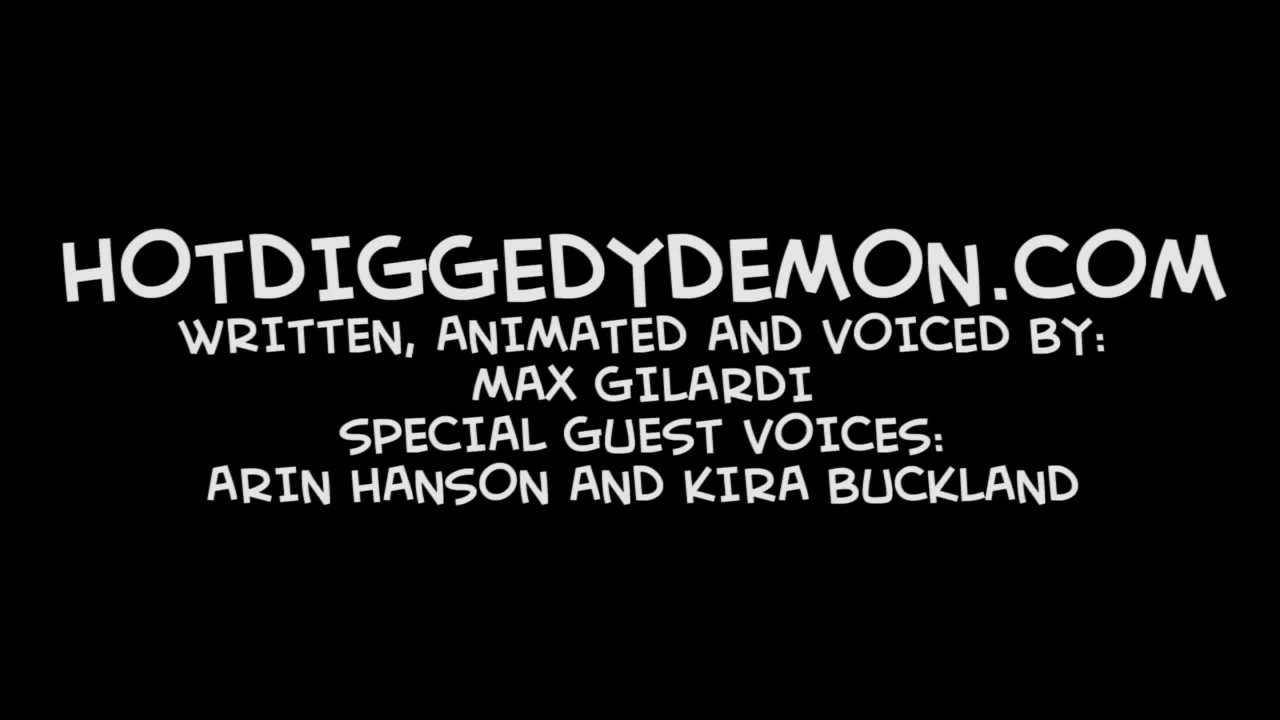 HOTDIGGEDYDEMON.COM
WRITTEN, ANIMATED AND VOICED BY:
MAX GILARDI
SPECIAL GUEST VOICES:
ARIN HANSON AND KIRA BUCKLAND